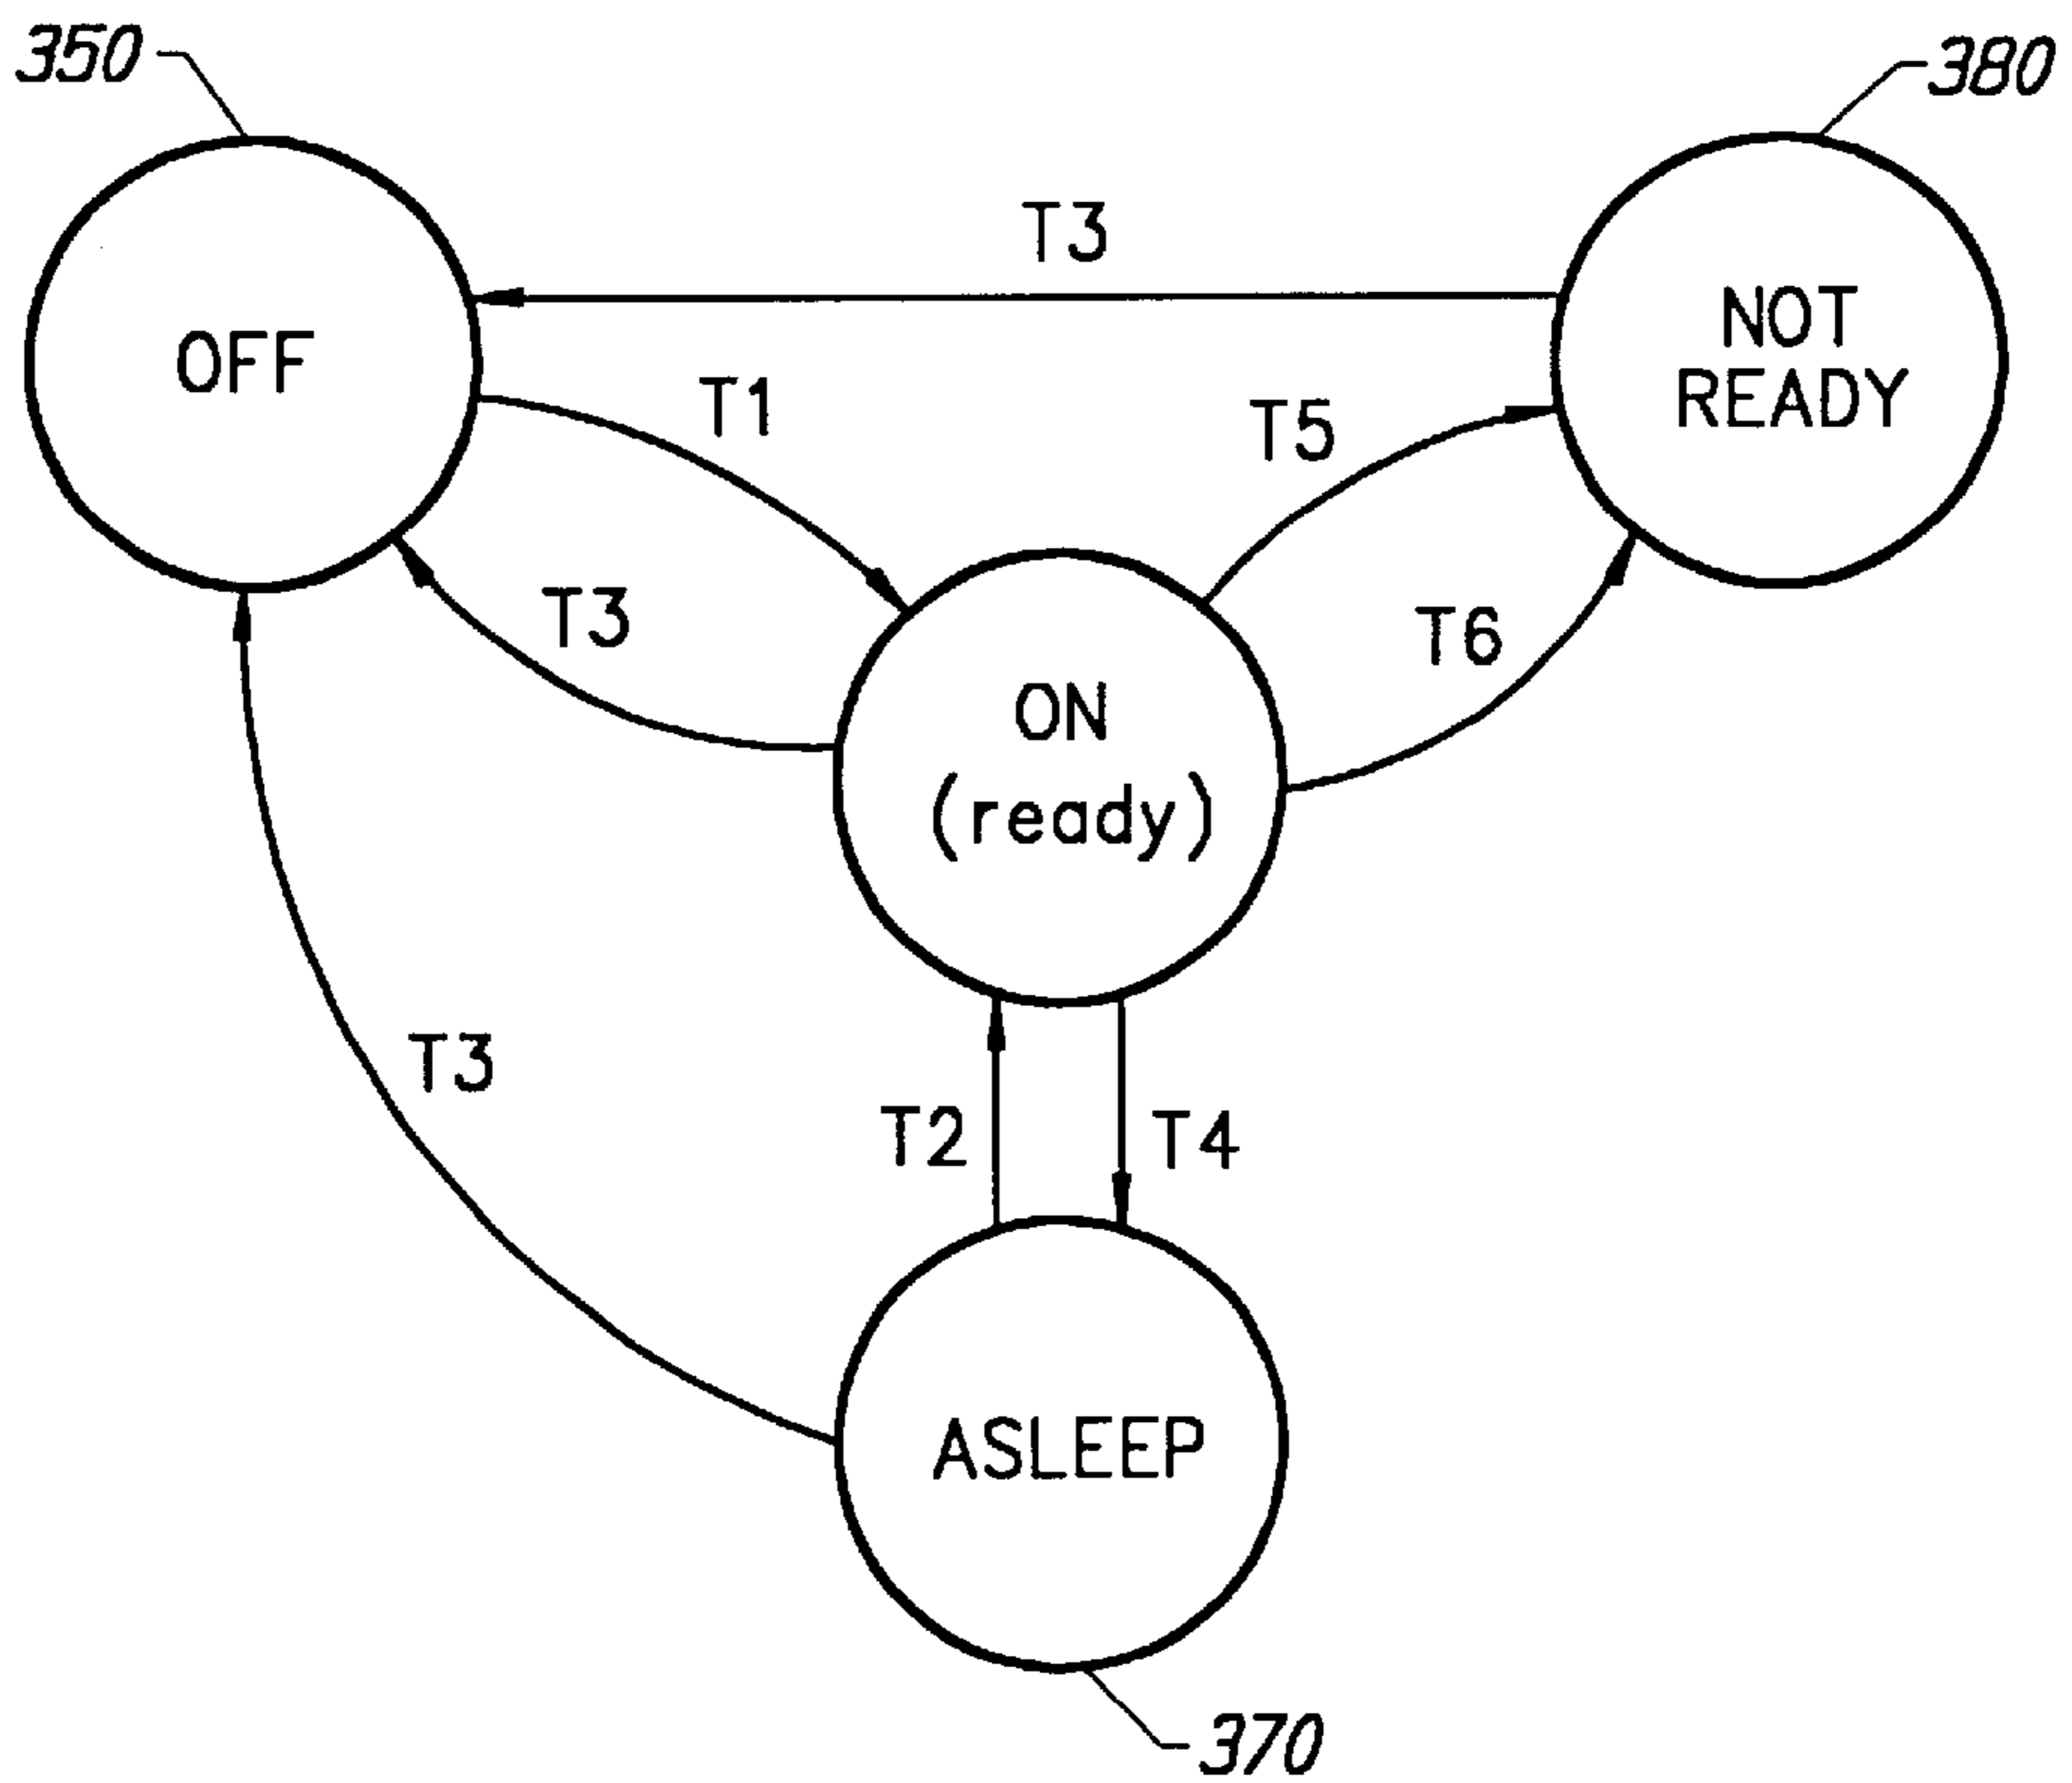 350
380
T3
OFF
NOT
READY
T1
T5
T3
T6
ON
(ready)
T3
T2
T4
ASLEEP
370